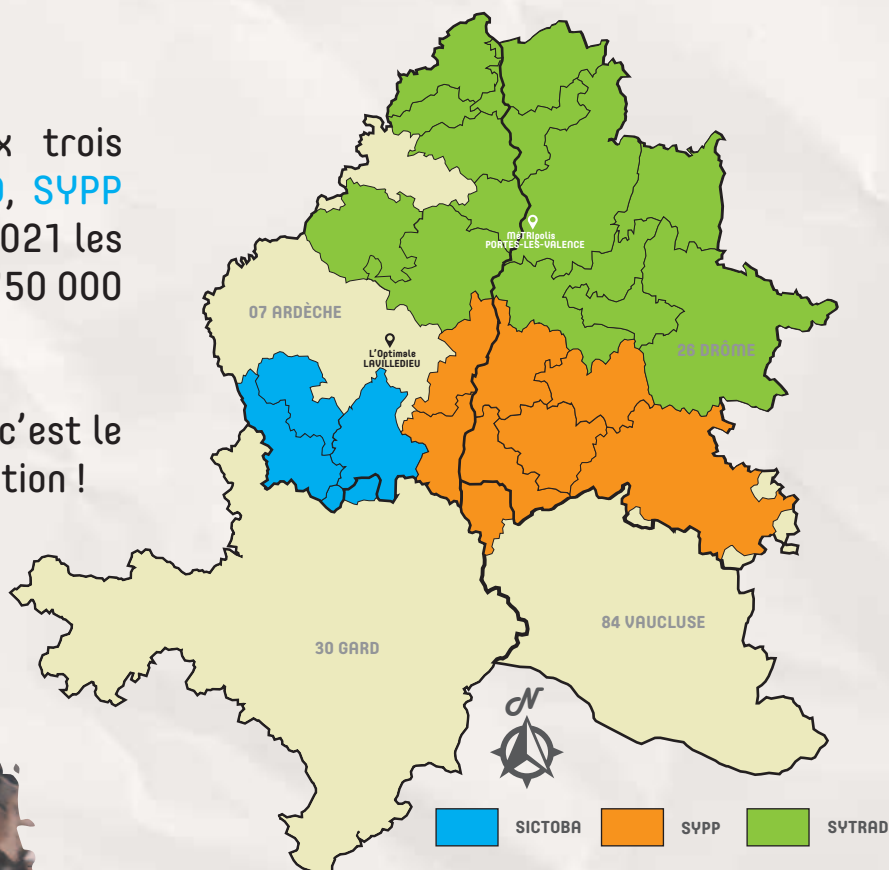 x trois
, SYPP
021 les
750 000
c’est le
tion !
MéTRIpolis
PORTES-LES-VALENCE
07 ARDÈCHE
L’Optimale
LAVILLEDIEU
26 DRÔME
84 VAUCLUSE
30 GARD
N
SICTOBA
SYPP
SYTRAD